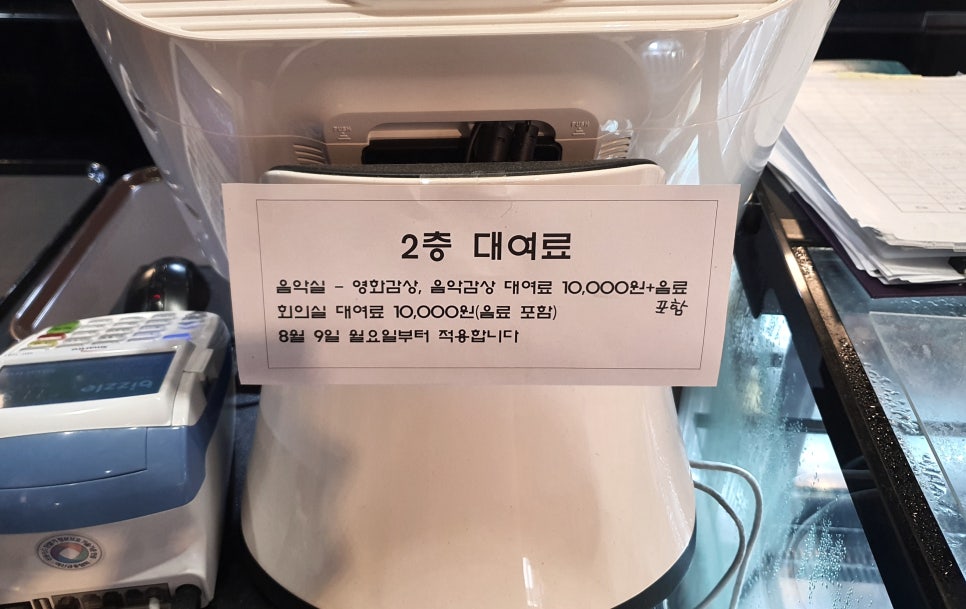 PUSH
PUSH
2층 대여료
음악실 - 영화감상, 음악감상 대여료 10,000원+음료
포함
회의실 대여료 10,000원(음료 포함)
8월 9일 월요일부터 적용합니다
bizzle